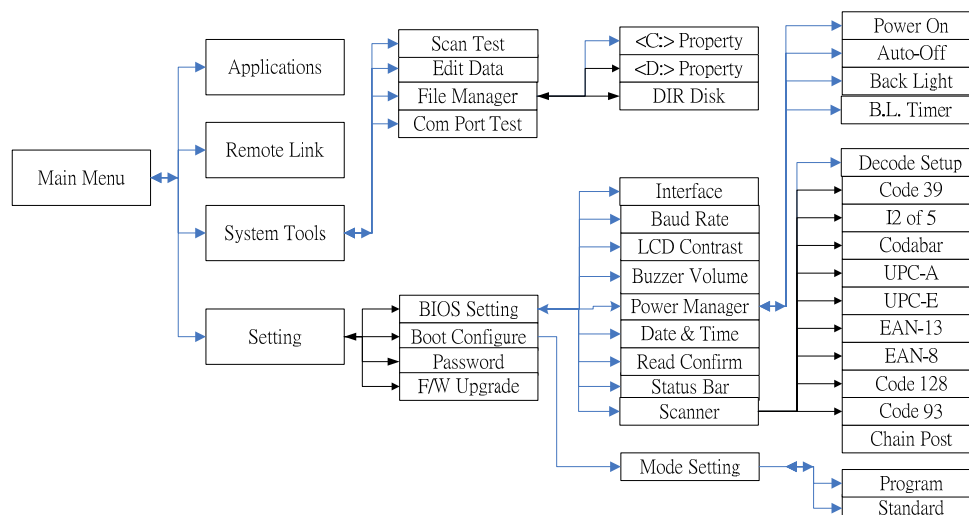 Main Menu
Applications
Remote Link
System Tools
Setting
Scan Test
Edit Data
File Manager
Com Port Test
<C:> Property
<D:> Property
DIR Disk
BIOS Setting
Boot Configure
Password
F/W Upgrade
Interface
Baud Rate
LCD Contrast
Buzzer Volume
Power Manager
Date & Time
Read Confirm
Status Bar
Scanner
Mode Setting
Power On
Auto-Off
Back Light
B.L. Timer
Decode Setup
Code 39
I2 of 5
Codabar
UPC-A
UPC-E
EAN-13
EAN-8
Code 128
Code 93
Chain Post
Program
Standard